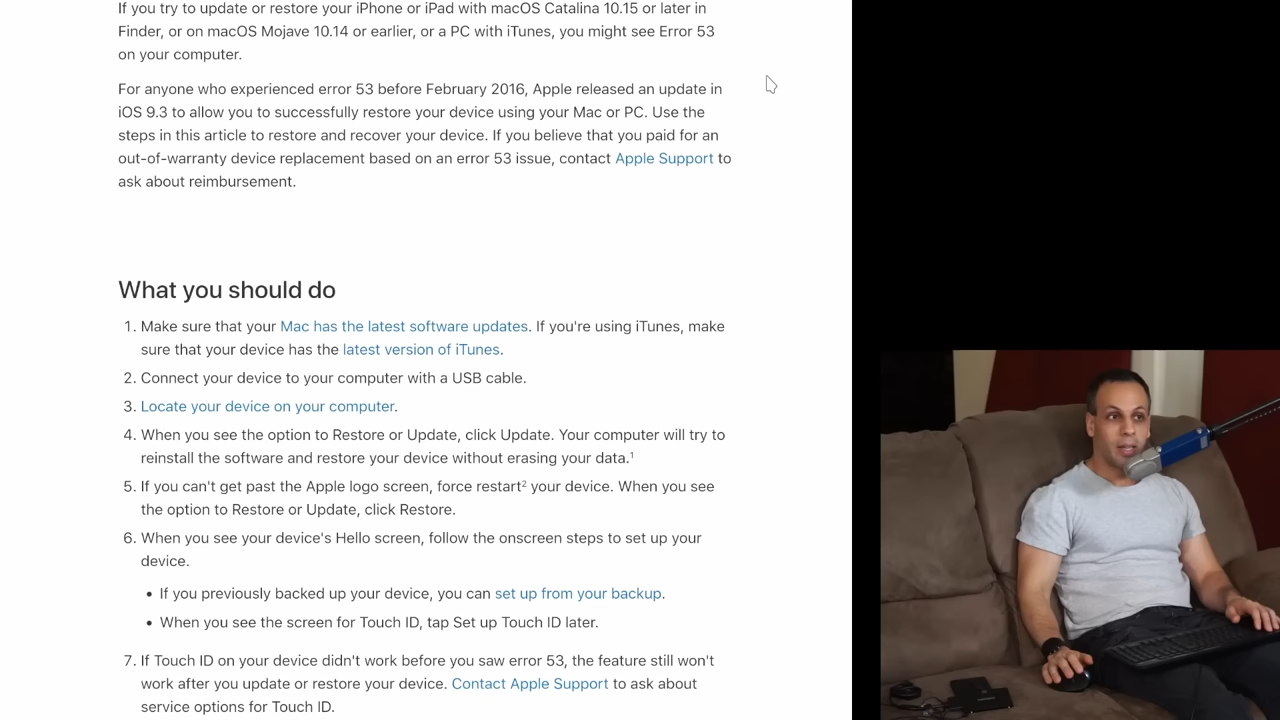 If you try to update or restore your iPhone or iPad with macOS Catalina 10.15 or later in
Finder, or on macOS Mojave 10.14 or earlier, or a PC with iTunes, you might see Error 53
on your computer.
For anyone who experienced error 53 before February 2016, Apple released an update in
iOS 9.3 to allow you to successfully restore your device using your Mac or PC. Use the
steps in this article to restore and recover your device. If you believe that you paid for an
out-of-warranty device replacement based on an error 53 issue, contact Apple Support to
ask about reimbursement.
What you should do
1. Make sure that your Mac has the latest software updates. If you're using iTunes, make
sure that your device has the latest version of iTunes.
2. Connect your device to your computer with a USB cable.
3. Locate your device on your computer.
4. When you see the option to Restore or Update, click Update. Your computer will try to
reinstall the software and restore your device without erasing your data.¹
5. If you can't get past the Apple logo screen, force restart² your device. When you see
the option to Restore or Update, click Restore.
6. When you see your device's Hello screen, follow the onscreen steps to set up your
device.
• If you previously backed up your device, you can set up from your backup.
• When you see the screen for Touch ID, tap Set up Touch ID later.
7. If Touch ID on your device didn't work before you saw error 53, the feature still won't
work after you update or restore your device. Contact Apple Support to ask about
service options for Touch ID.